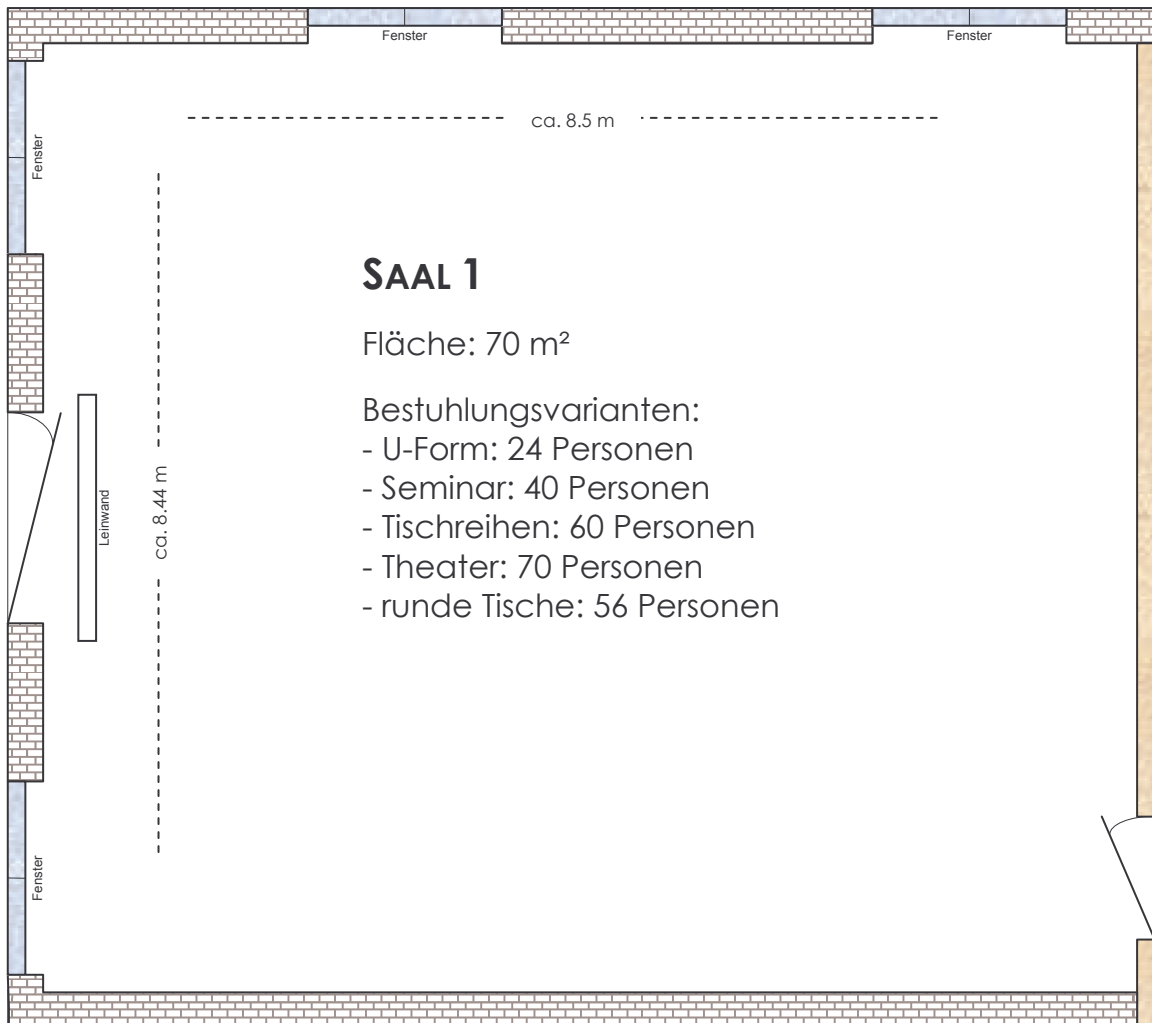 Fenster
Fenster
ca. 8.5 m
Fenster
SAAL 1
Fläche: 70 m²
Bestuhlungsvarianten:
- U-Form: 24 Personen
- Seminar: 40 Personen
- Tischreihen: 60 Personen
- Theater: 70 Personen
- runde Tische: 56 Personen
Leinwand
ca. 8.44 m
Fenster